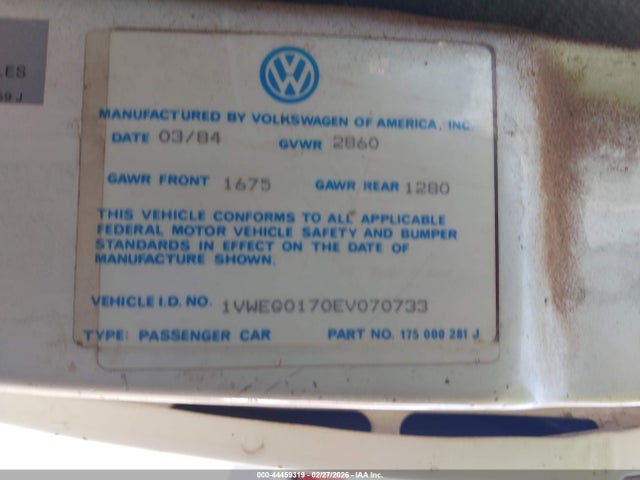 LES
59 J
MANUFACTURED BY VOLKSWAGEN OF AMERICA, INC.
DATE 03/84 GVWR 2860
GAWR FRONT 1675 GAWR REAR 1280
THIS VEHICLE CONFORMS TO ALL APPLICABLE
FEDERAL MOTOR VEHICLE SAFETY AND BUMPER
STANDARDS IN EFFECT ON THE DATE OF
MANUFACTURE SHOWN.
VEHICLE I.D. NO. 1VWEG0170EV070733
TYPE: PASSENGER CAR PART NO. 175 000 281 J
000-44459319 - 02/27/2026 - IAA Inc.